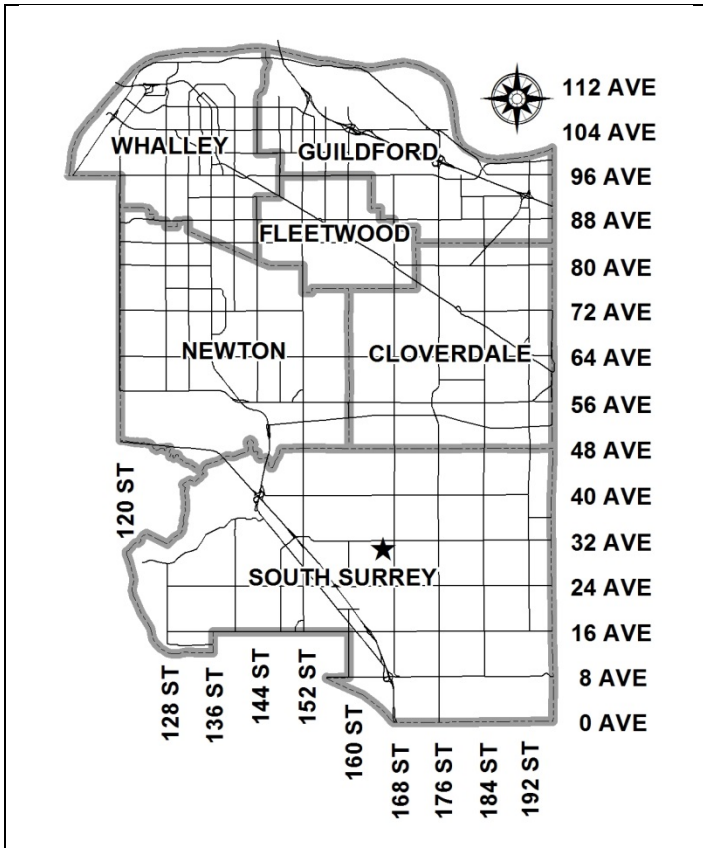 112 AVE
104 AVE
WHALLEY
GUILDFORD
96 AVE
88 AVE
FLEETWOOD
80 AVE
72 AVE
NEWTON
CLOVERDALE
64 AVE
56 AVE
48 AVE
120 ST
40 AVE
32 AVE
SOUTH SURREY
24 AVE
16 AVE
8 AVE
0 AVE
128 ST
136 ST
144 ST
152 ST
160 ST
168 ST
176 ST
184 ST
192 ST